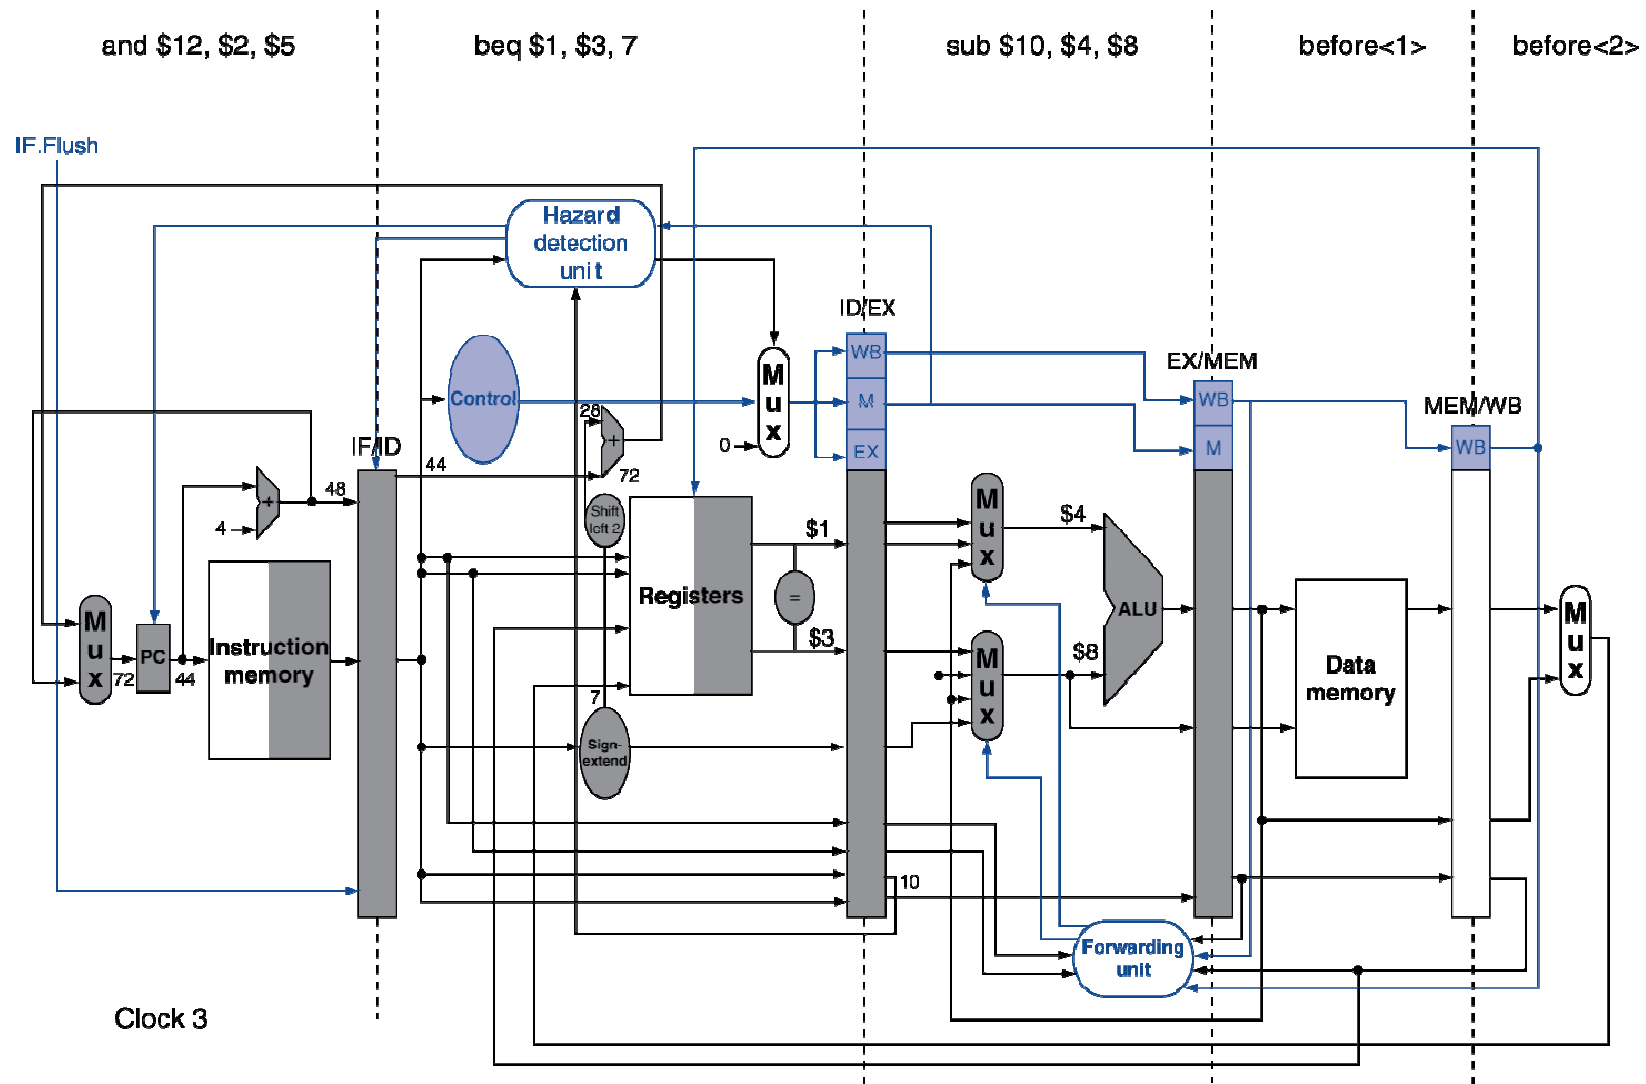 and $12, $2, $5
beq $1, $3, 7
sub $10, $4, $8
before<1>
before<2>
IF.Flush
Hazard
detection
unit
ID/EX
WB
M
EX
EX/MEM
WB
M
MEM/WB
WB
Control
M
u
x
0
28
+
72
IF/ID
44
48
+
4
Shift
left 2
M
u
x
$4
$1
Registers
=
$3
ALU
M
u
x
$8
M
u
x
72
PC
44
Instruction
memory
Data
memory
M
u
x
7
Sign-
extend
10
Forwarding
unit
Clock 3